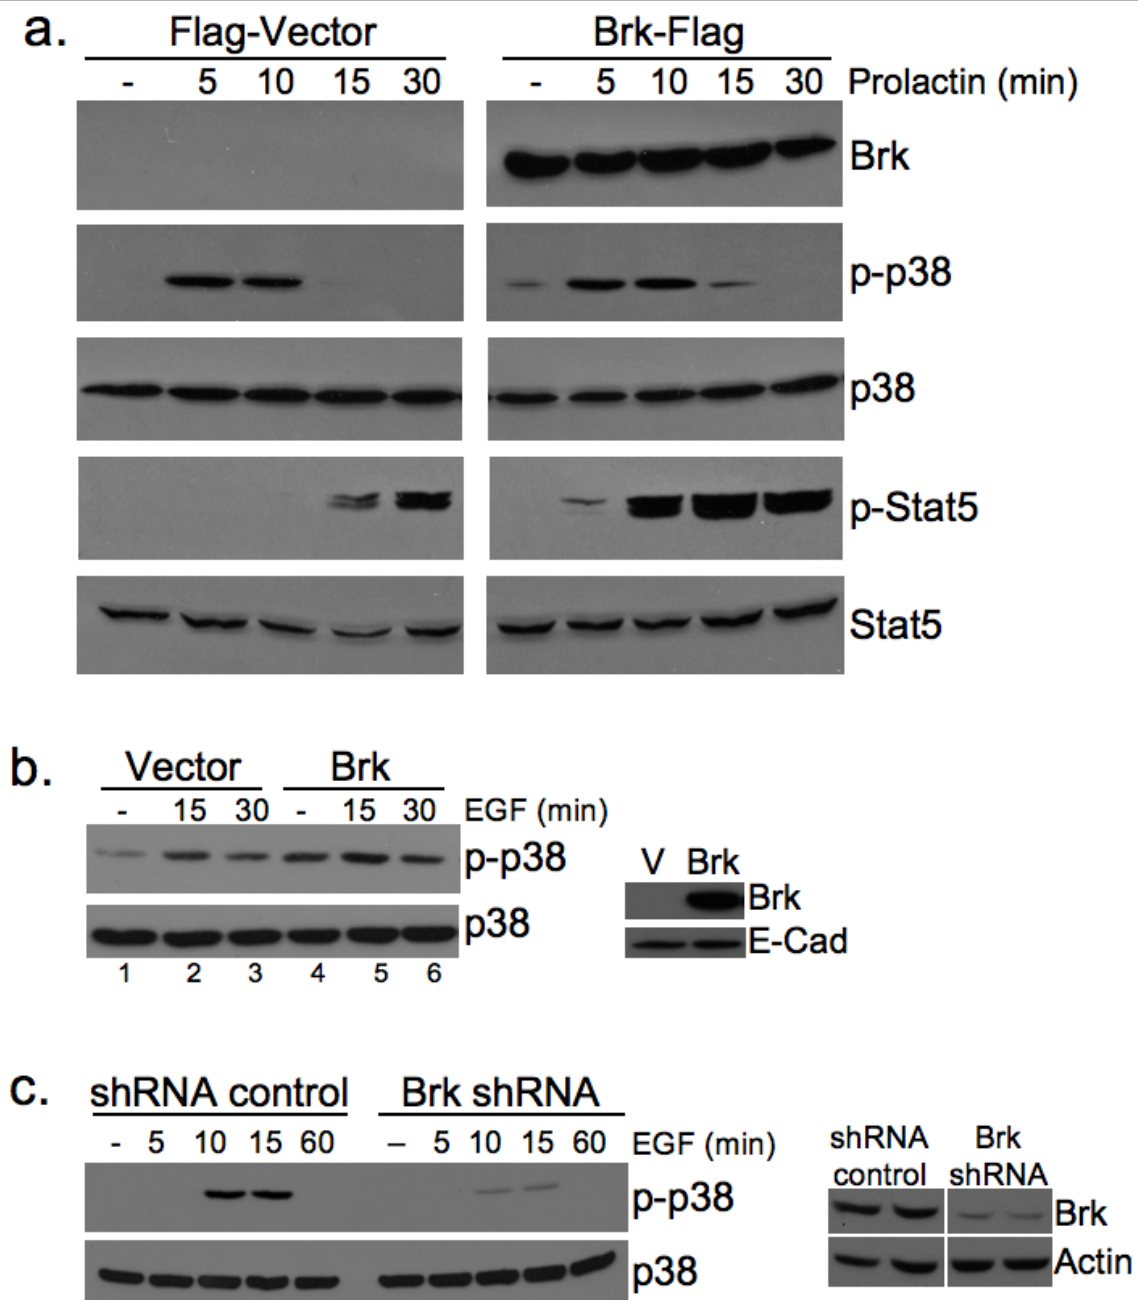 a.
Flag-Vector Brk-Flag
- 5 10 15 30 - 5 10 15 30 Prolactin (min)
Brk
p-p38
p38
p-Stat5
Stat5
b.
Vector Brk
- 15 30 - 15 30 EGF (min)
p-p38
p38
1 2 3 4 5 6
V Brk
Brk
E-Cad
c.
shRNA control Brk shRNA
- 5 10 15 60 – 5 10 15 60 EGF (min)
p-p38
p38
shRNA Brk
control shRNA
Brk
Actin